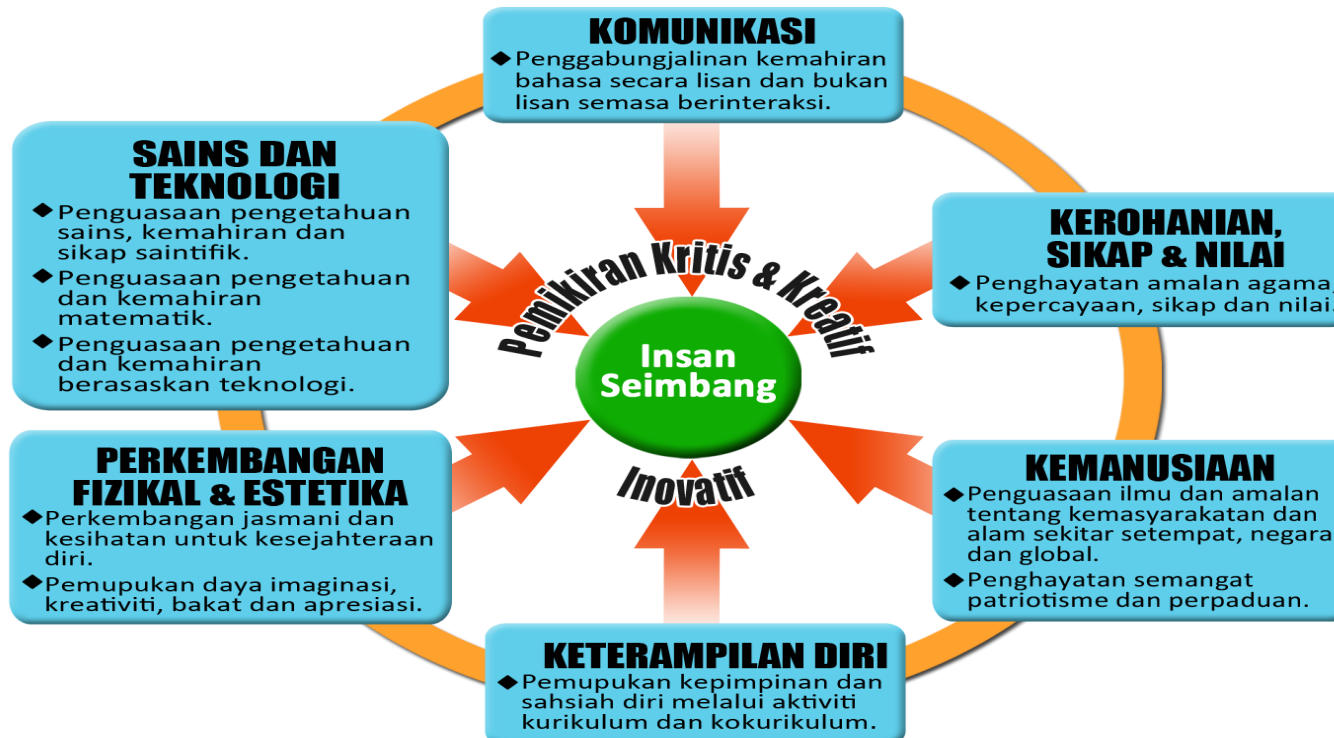 KOMUNIKASI
◆Penggabungjalinan kemahiran
bahasa secara lisan dan bukan
lisan semasa berinteraksi.
SAINS DAN
TEKNOLOGI
◆Penguasaan pengetahuan
sains, kemahiran dan
sikap saintifik.
◆Penguasaan pengetahuan
dan kemahiran
matematik.
◆Penguasaan pengetahuan
dan kemahiran
berasaskan teknologi.
KEROHANIAN,
SIKAP & NILAI
◆Penghayatan amalan agama,
kepercayaan, sikap dan nilai.
Pemikiran Kritis & Kreatif
Insan
Seimbang
Inovatif
PERKEMBANGAN
FIZIKAL & ESTETIKA
◆Perkembangan jasmani dan
kesihatan untuk kesejahteraan
diri.
◆Pemupukan daya imaginasi,
kreativiti, bakat dan apresiasi.
KEMANUSIAAN
◆Penguasaan ilmu dan amalan
tentang kemasyarakatan dan
alam sekitar setempat, negara
dan global.
◆Penghayatan semangat
patriotisme dan perpaduan.
KETERAMPILAN DIRI
◆Pemupukan kepimpinan dan
sahsiah diri melalui aktiviti
kurikulum dan kokurikulum.